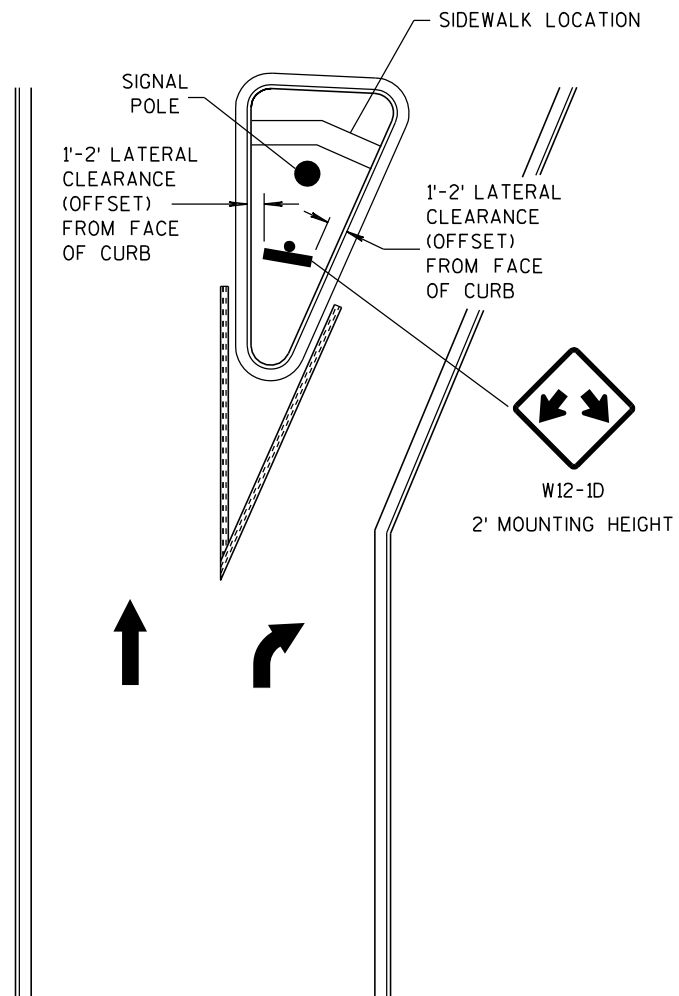 SIDEWALK LOCATION
SIGNAL
POLE
1'-2' LATERAL
CLEARANCE
(OFFSET)
FROM FACE
OF CURB
1'-2' LATERAL
CLEARANCE
(OFFSET)
FROM FACE
OF CURB
W12-1D
2' MOUNTING HEIGHT